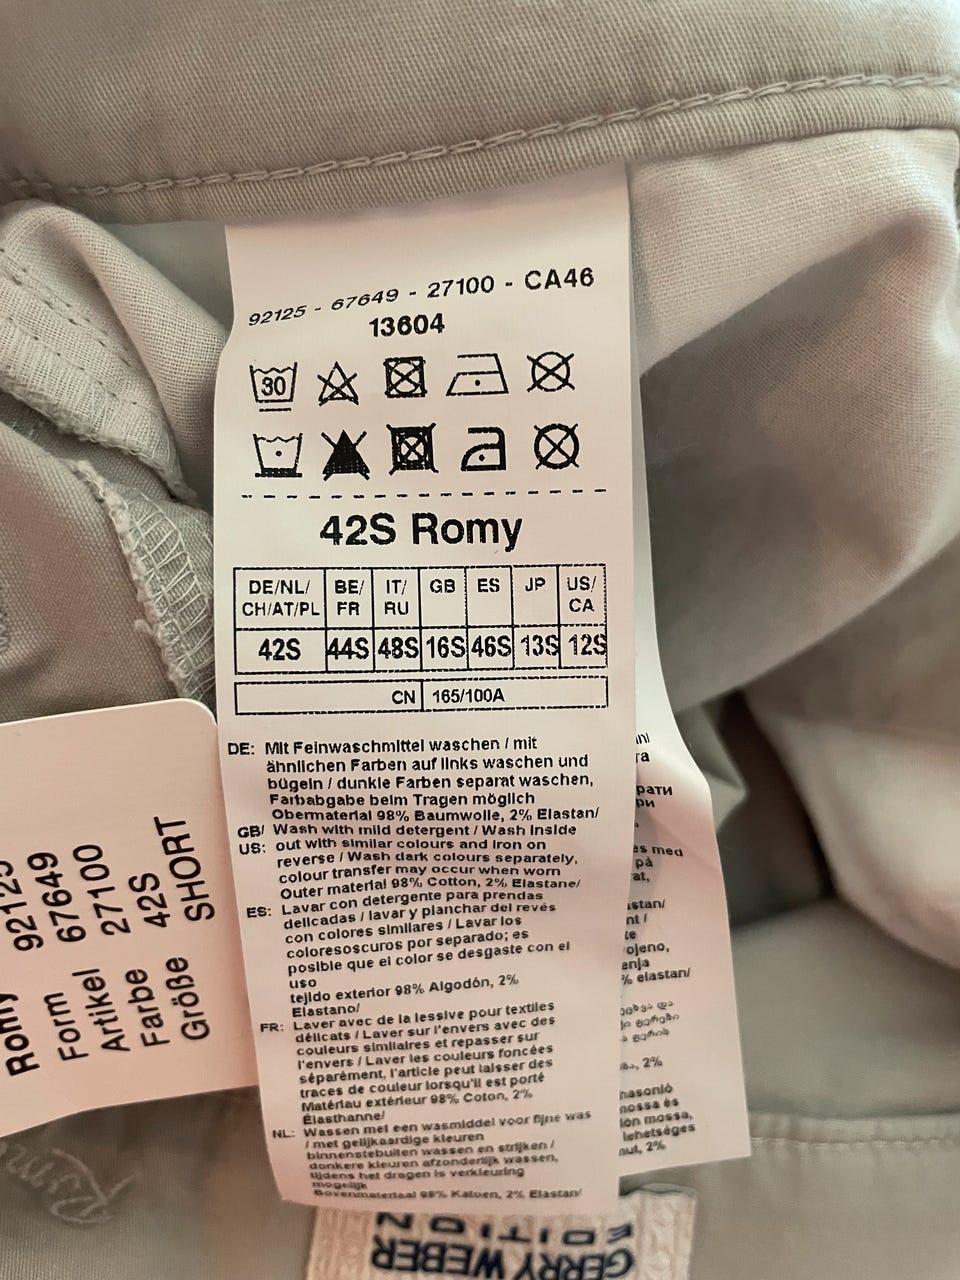 92125 - 67649 - 27100 - CA46
13604
30
42S Romy
DE/NL/ CH/AT/PL BE/ FR IT/ RU GB ES JP US/ CA
42S 44S 48S 16S 46S 13S 12S
CN 165/100A
DE: Mit Feinwaschmittel waschen / mit
ähnlichen Farben auf links waschen und
bügeln / dunkle Farben separat waschen,
Farbabgabe beim Tragen möglich
Obermaterial 98% Baumwolle, 2% Elastan/
GB/ US: Wash with mild detergent / Wash inside
out with similar colours and iron on
reverse / Wash dark colours separately,
colour transfer may occur when worn
Outer material 98% Cotton, 2% Elastane/
ES: Lavar con detergente para prendas
delicadas / lavar y planchar del revés
con colores similares / Lavar los
coloresoscuros por separado; es
posible que el color se desgaste con el
uso
tejido exterior 98% Algodón, 2%
Elastano/
FR: Laver avec de la lessive pour textiles
délicats / Laver sur l'envers avec des
couleurs similaires et repasser sur
l'envers / Laver les couleurs foncées
séparément, l'article peut laisser des
traces de couleur lorsqu'il est porté
Matériau extérieur 98% Coton, 2%
Élasthanne/
NL: Wassen met een wasmiddel voor fijne was
/ met gelijkaardige kleuren
binnenstebuiten wassen en strijken /
donkere kleuren afzonderlijk wassen,
tijdens het dragen is verkleuring
mogelijk
Bovenmateriaal 98% Katoen, 2% Elastan/
es med
på
% elastan/
2%
mossa,
2%
Romy 92125
Form 67649
Artikel 27100
Farbe 42S
Größe SHORT
GERRY WEBER
EDITION